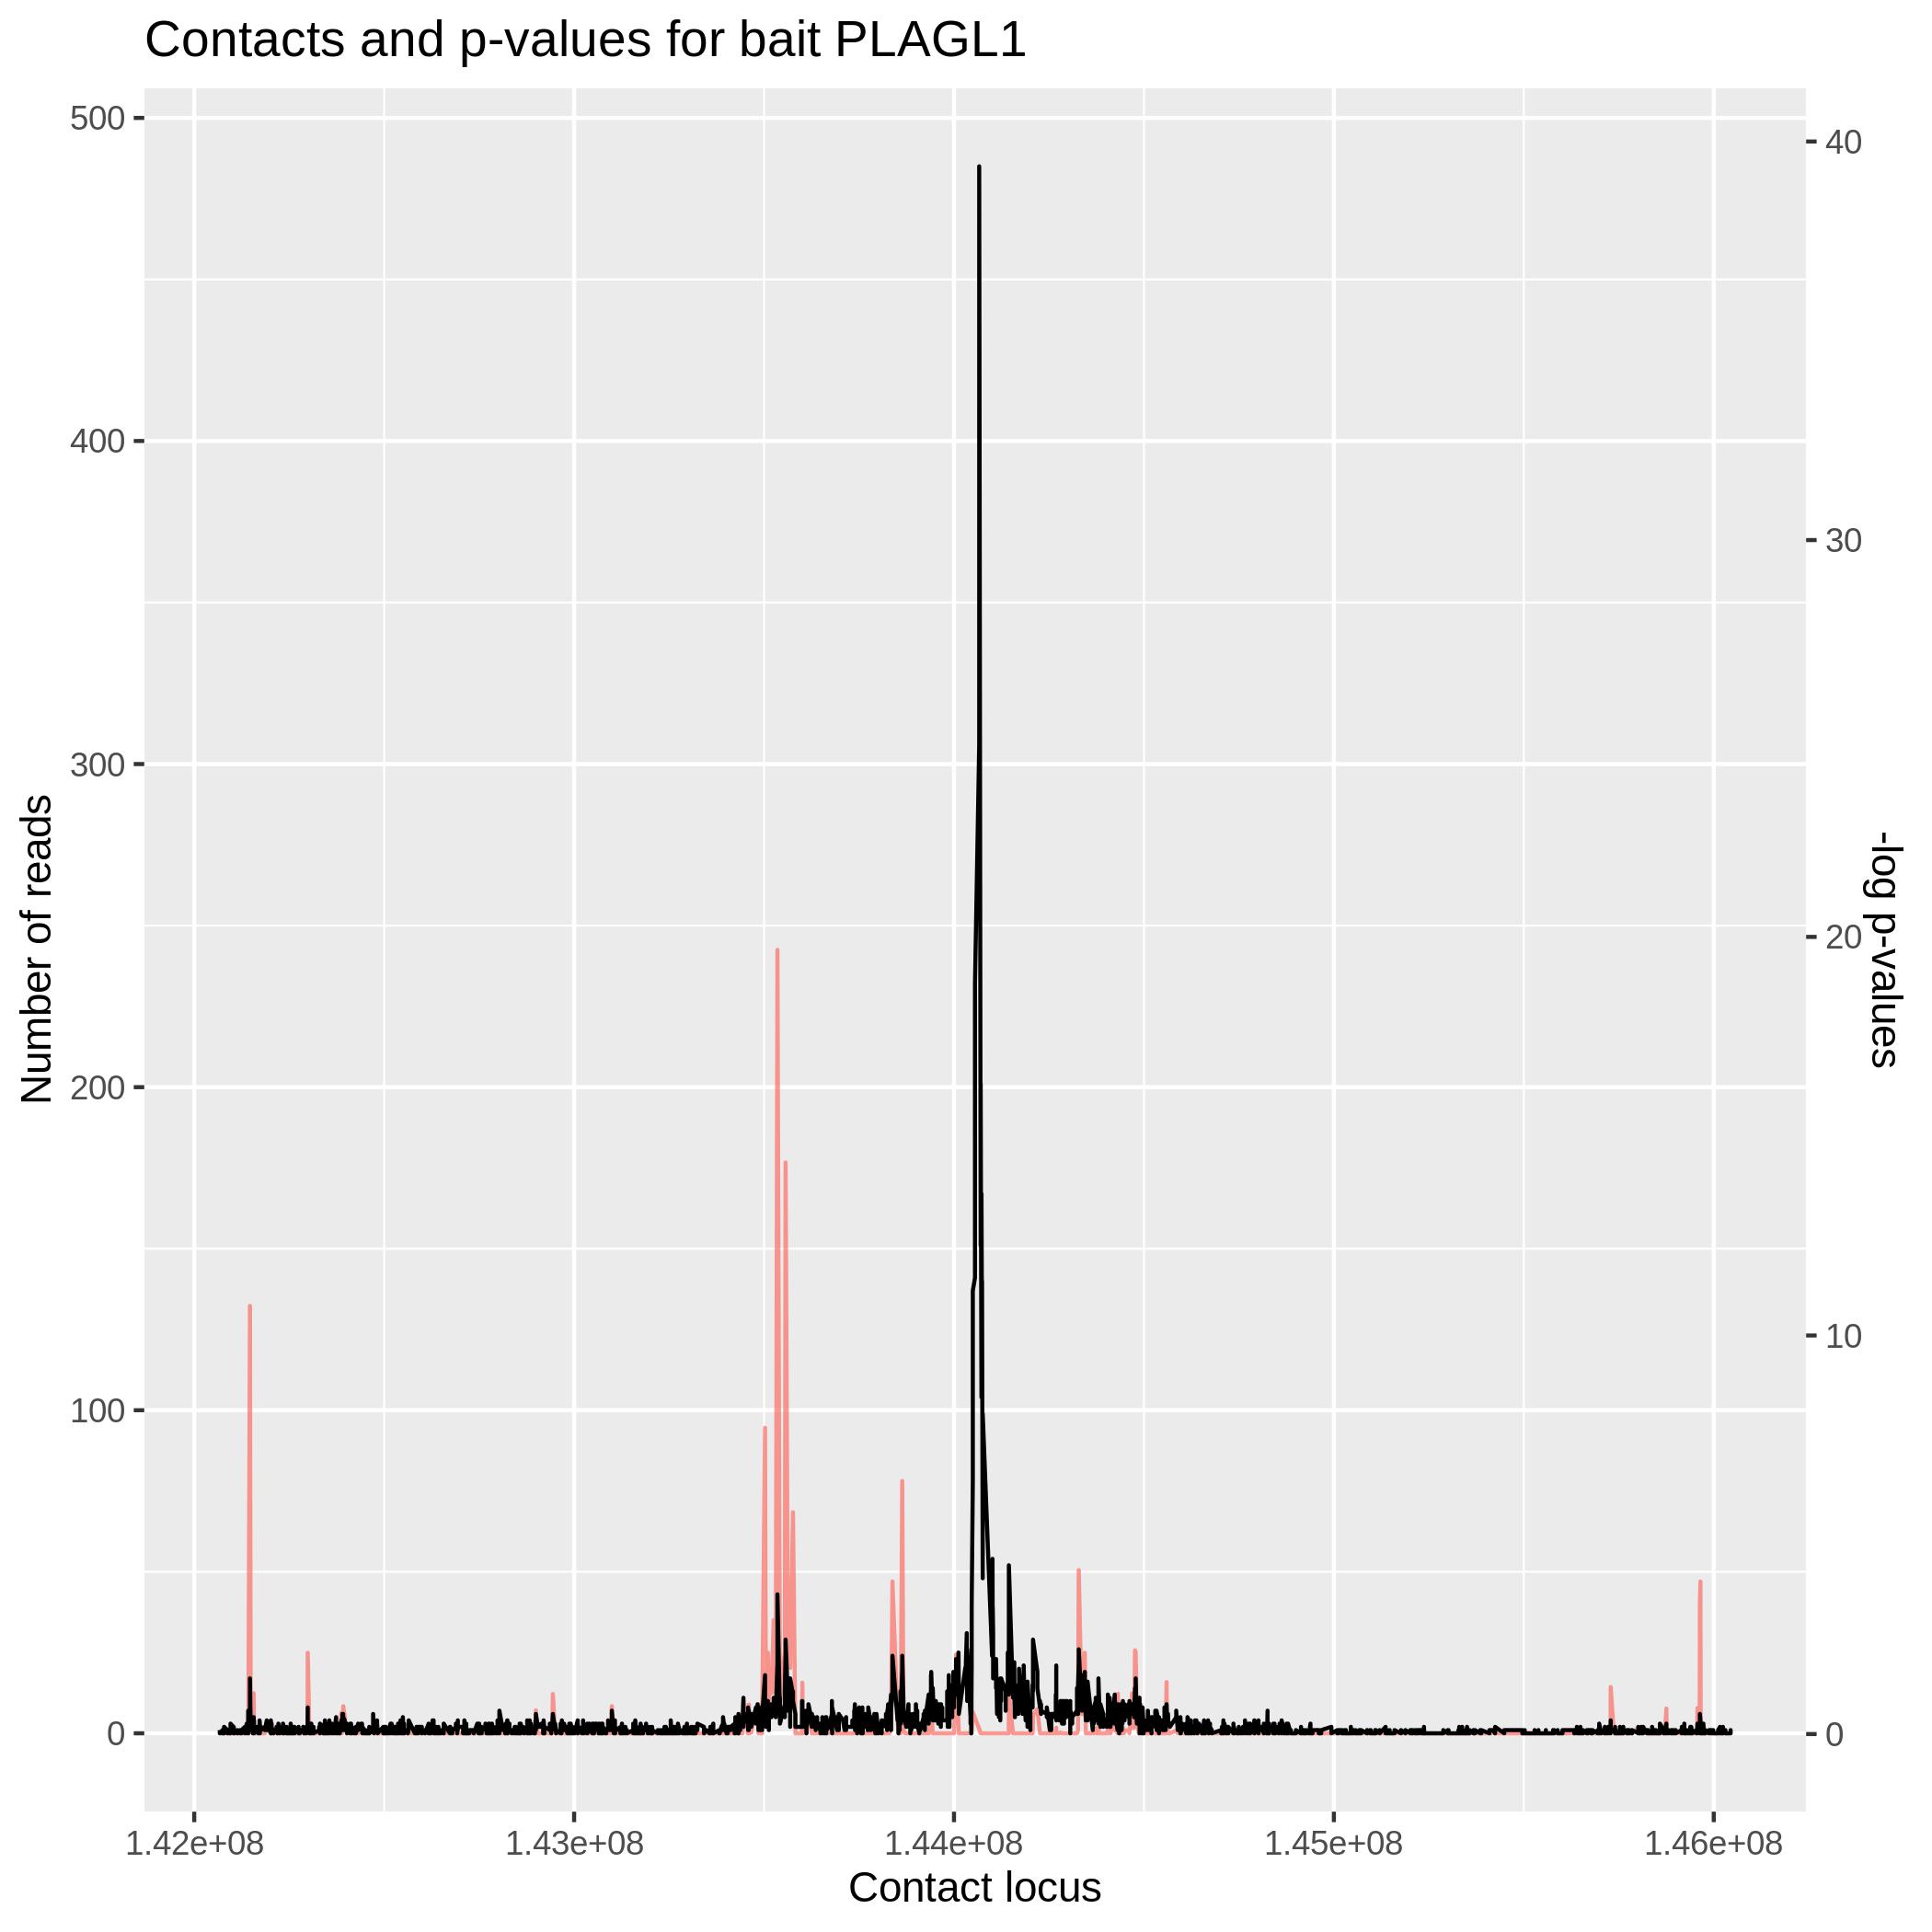 Contacts and p-values for bait PLAGL1
500
400
300
200
100
0
Number of reads
40
30
20
10
0
-log p-values
1.42e+08
1.43e+08
1.44e+08
1.45e+08
1.46e+08
Contact locus